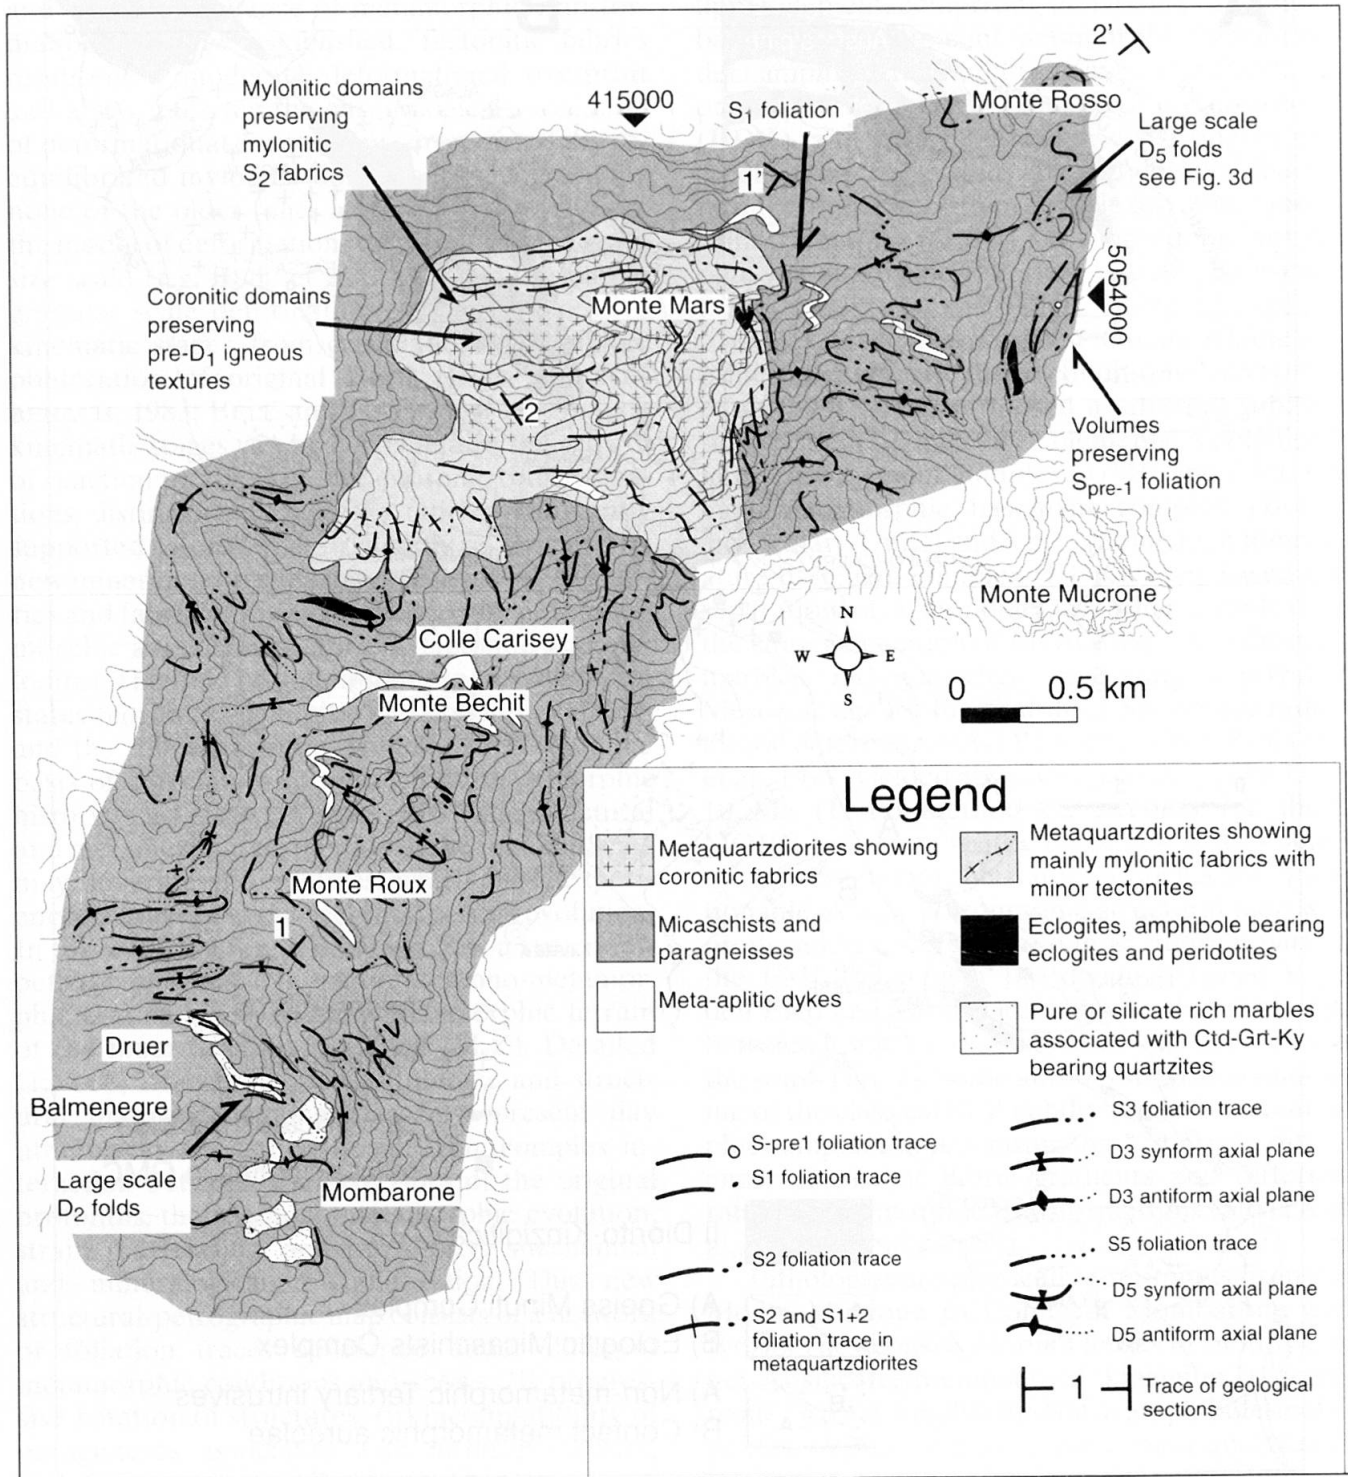 2'
Mylonitic domains
preserving
mylonitic
S2 fabrics
415000
S1 foliation
Monte Rosso
Large scale
D5 folds
see Fig. 3d
1'
5054000
Coronitic domains
preserving
pre-D1 igneous
textures
Monte Mars
2
Volumes
preserving
Spre-1 foliation
Monte Mucrone
Colle Carisey
N
W E
S
0 0.5 km
Monte Bechit
Monte Roux
1
Druer
Balmenegre
Large scale
D2 folds
Mombarone
Legend
Metaquartzdiorites showing
coronitic fabrics
Micaschists and
paragneisses
Meta-aplitic dykes
Metaquartzdiorites showing
mainly mylonitic fabrics with
minor tectonites
Eclogites, amphibole bearing
eclogites and peridotites
Pure or silicate rich marbles
associated with Ctd-Grt-Ky
bearing quartzites
S-pre1 foliation trace
S1 foliation trace
S2 foliation trace
S2 and S1+2
foliation trace in
metaquartzdiorites
S3 foliation trace
D3 synform axial plane
D3 antiform axial plane
S5 foliation trace
D5 synform axial plane
D5 antiform axial plane
1
Trace of geological
sections